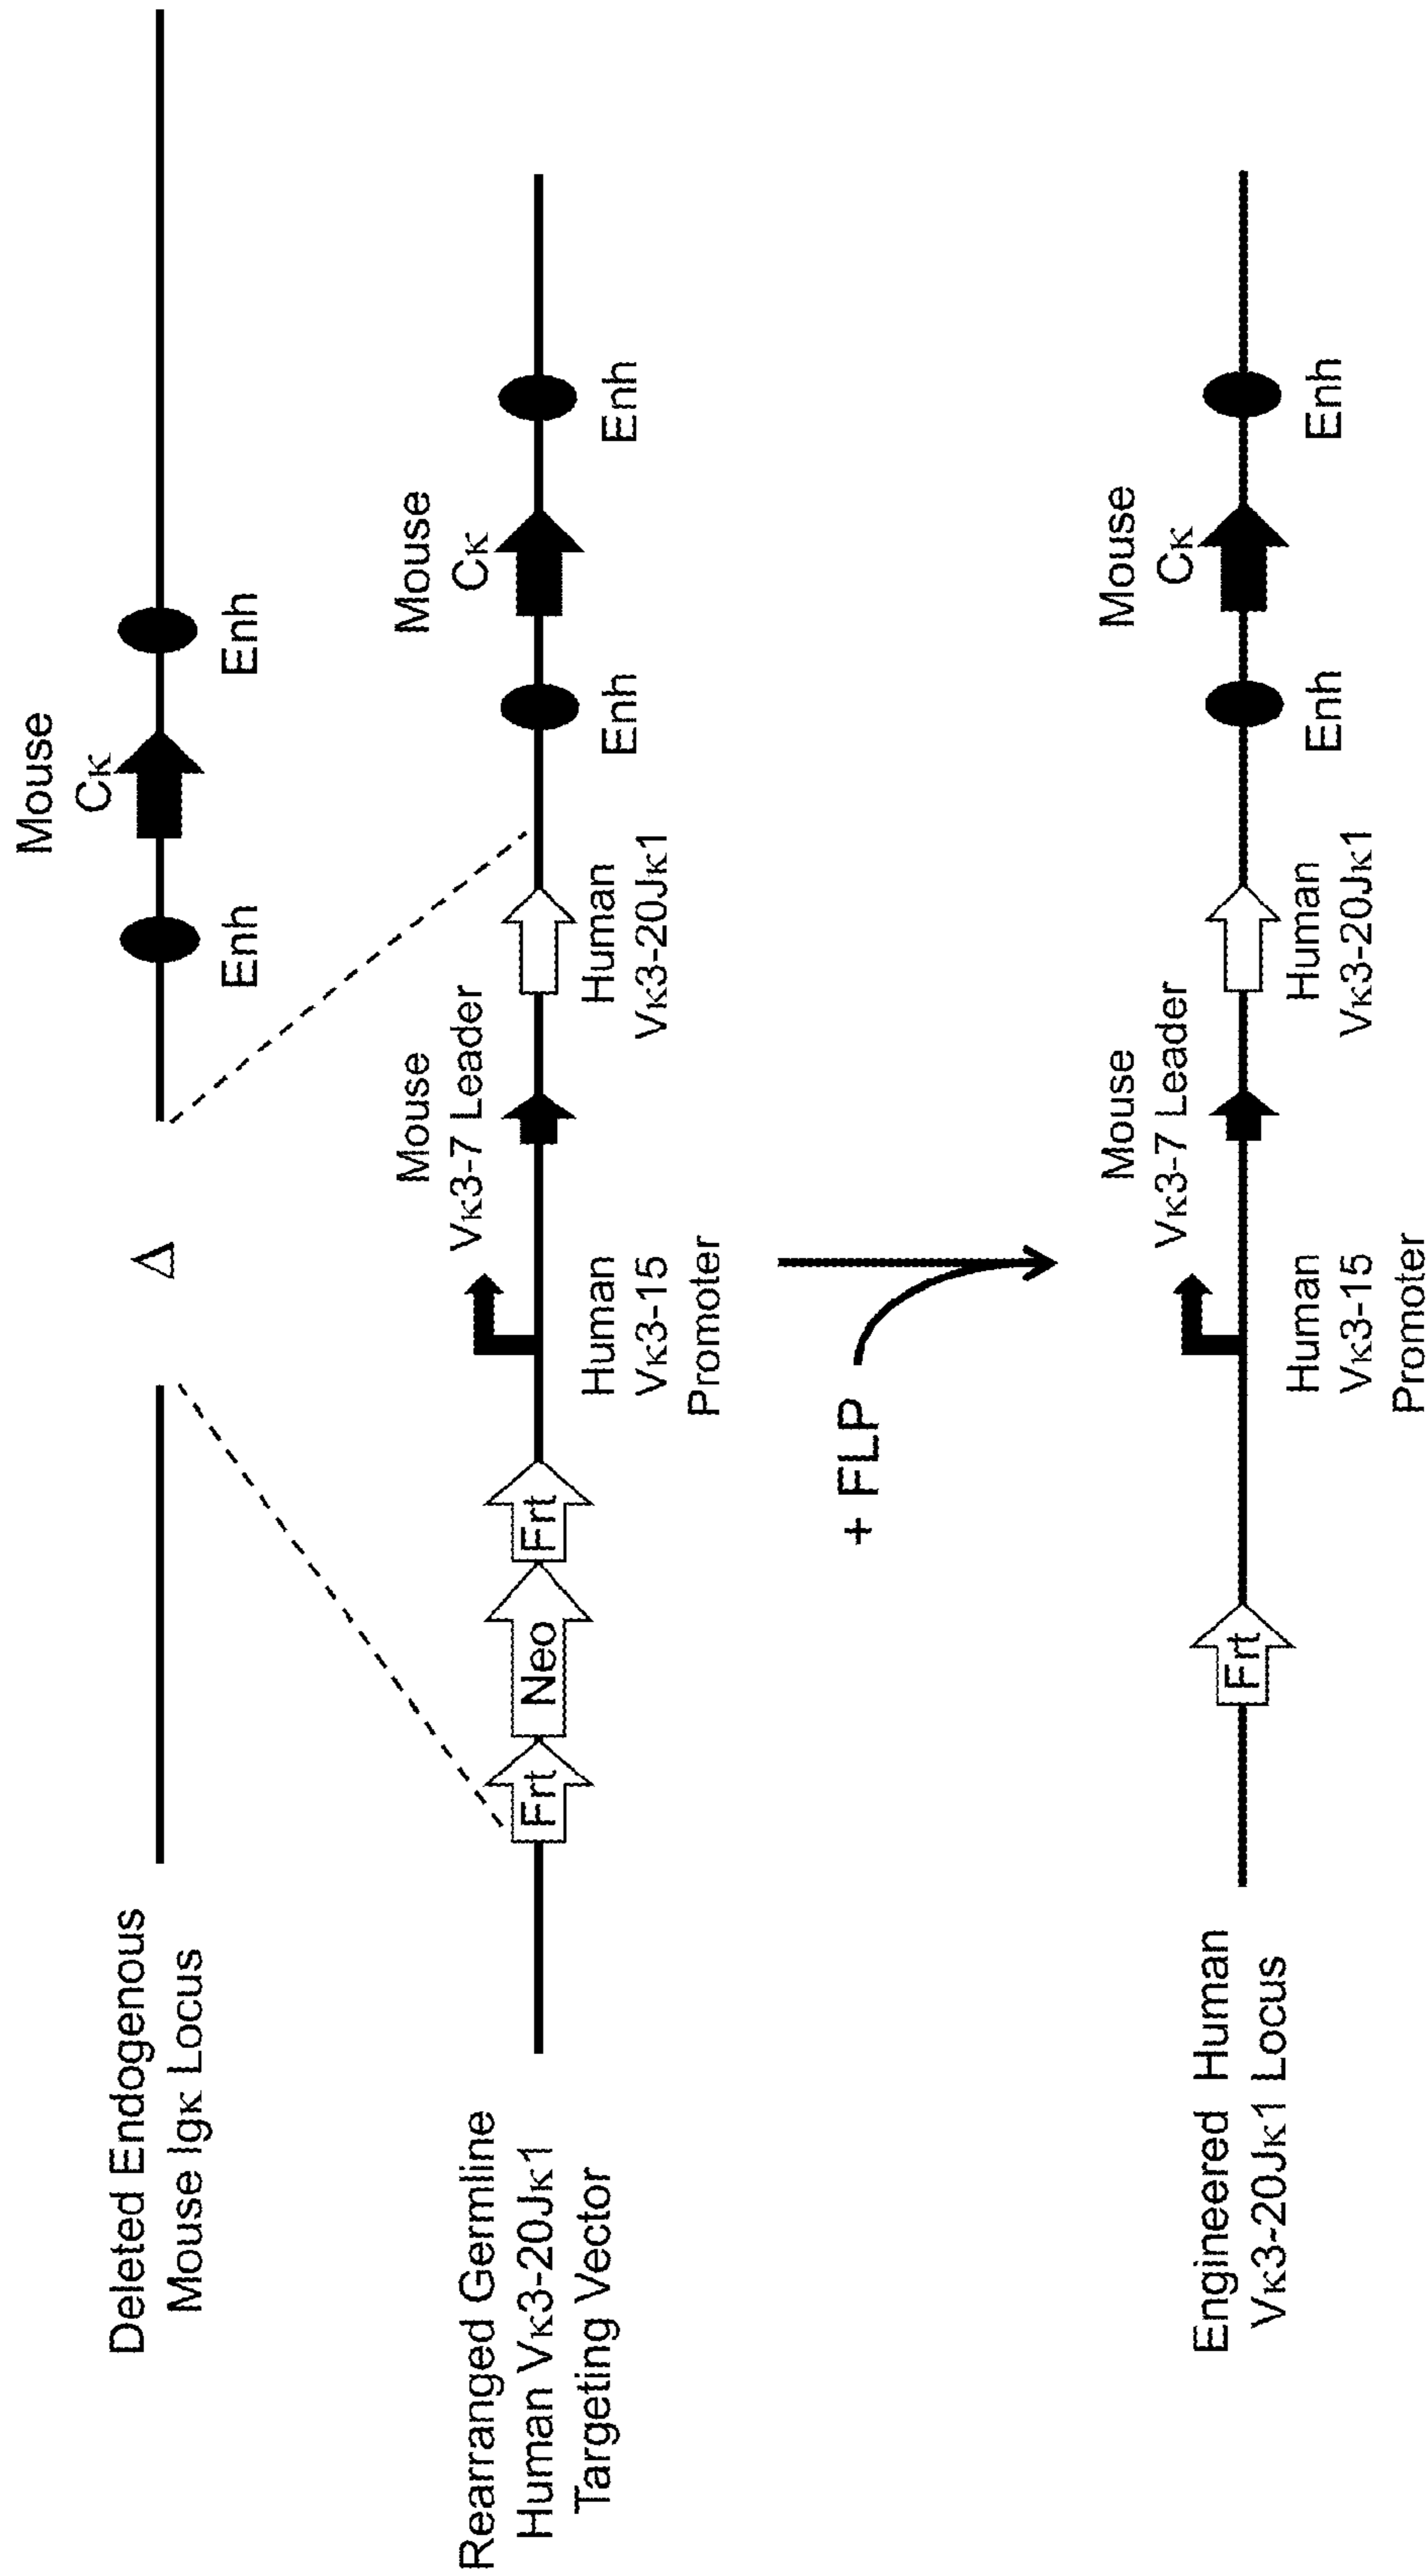 Deleted Endogenous
Mouse Igκ Locus
Δ
Mouse
Cκ
Enh
Enh
Rearranged Germline
Human Vκ3-20Jκ1
Targeting Vector
Frt
Neo
Frt
Human
Vκ3-15
Promoter
Mouse
Vκ3-7 Leader
Human
Vκ3-20Jκ1
Enh
Mouse
Cκ
Enh
+ FLP
Engineered Human
Vκ3-20Jκ1 Locus
Frt
Human
Vκ3-15
Promoter
Mouse
Vκ3-7 Leader
Human
Vκ3-20Jκ1
Enh
Mouse
Cκ
Enh